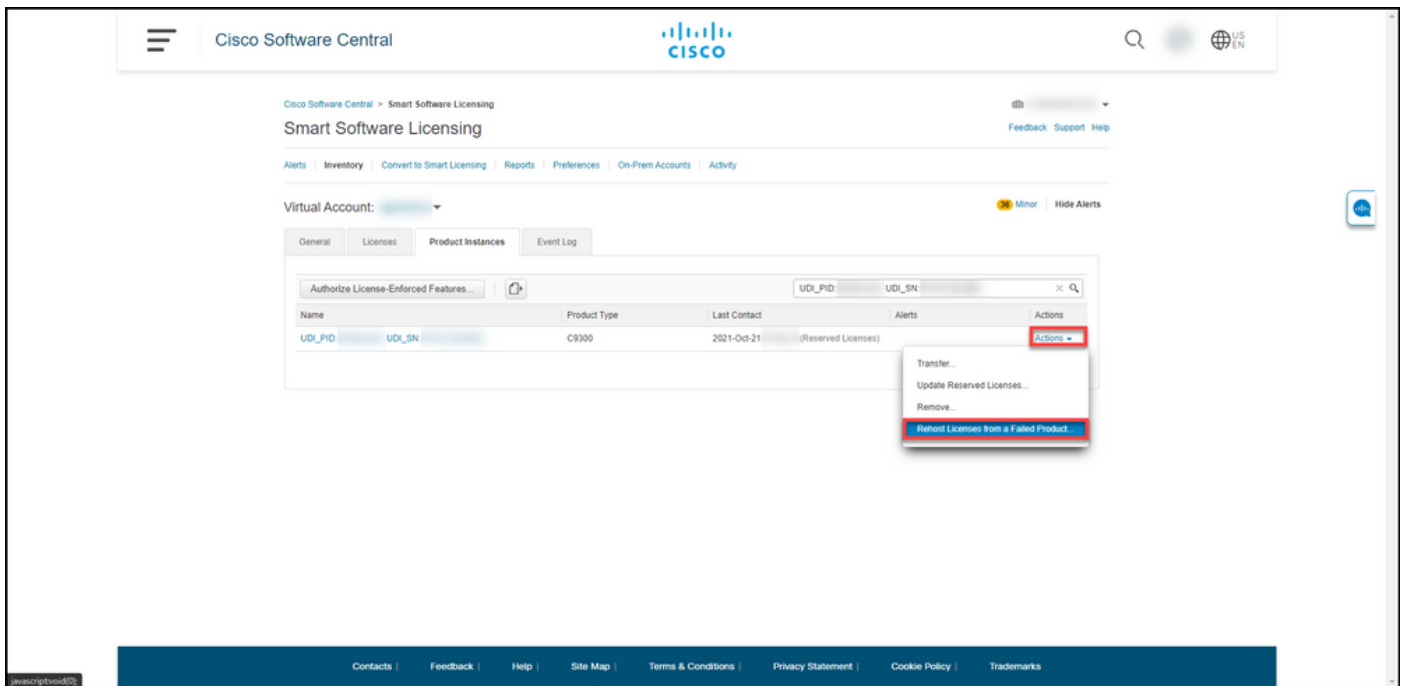 Cisco Software Central
CISCO
US
EN
Cisco Software Central > Smart Software Licensing
Smart Software Licensing
Feedback Support Help
Alerts | Inventory | Convert to Smart Licensing | Reports | Preferences | On-Prem Accounts | Activity
Virtual Account:
36 Minor | Hide Alerts
General Licenses Product Instances Event Log
Authorize License-Enforced Features...
UDI_PID: UDI_SN:
Name Product Type Last Contact Alerts Actions
UDI_PID: UDI_SN: C9300 2021-Oct-21 (Reserved Licenses) Actions
Transfer...
Update Reserved Licenses...
Remove...
Rehost Licenses from a Failed Product...
Contacts | Feedback | Help | Site Map | Terms & Conditions | Privacy Statement | Cookie Policy | Trademarks
javascript:void(0);